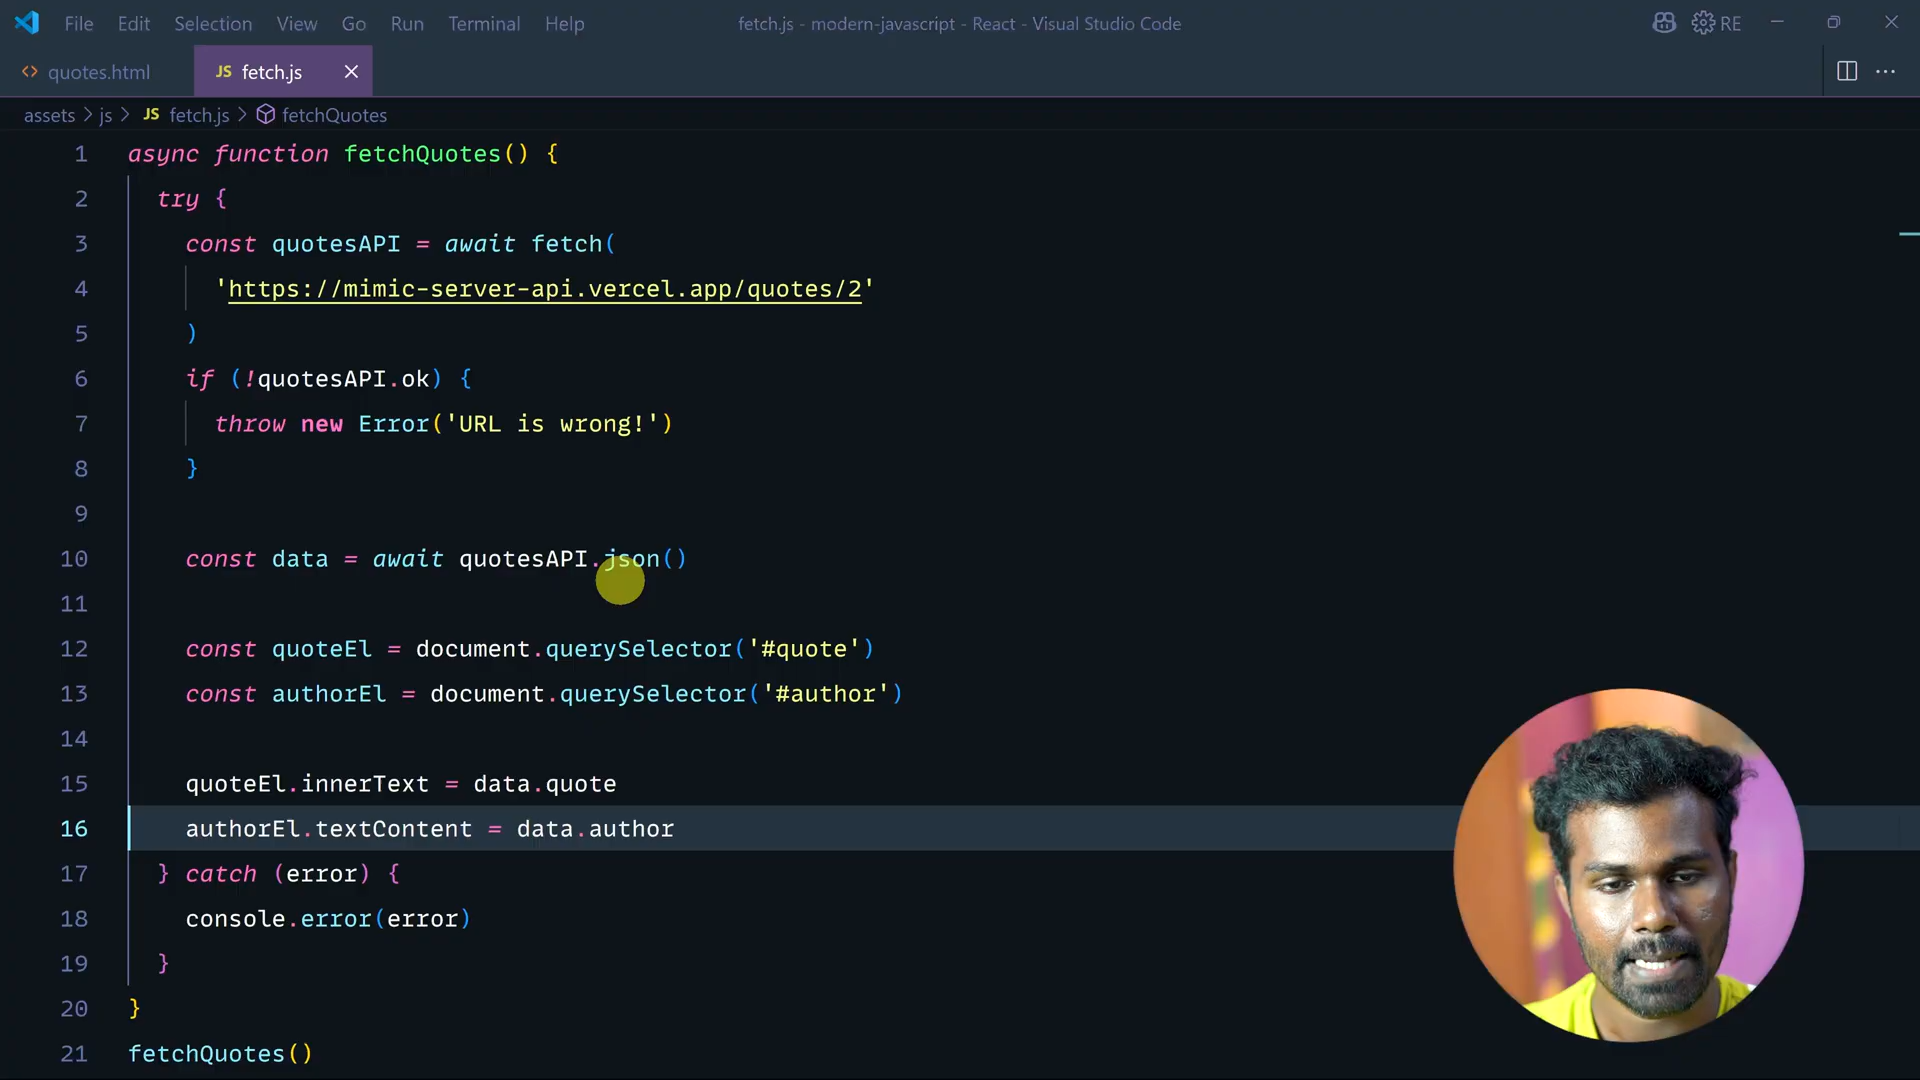 File Edit Selection View Go Run Terminal Help fetch.js - modern-javascript - React - Visual Studio Code RE
quotes.html JS fetch.js
assets > js > JS fetch.js > fetchQuotes
1 async function fetchQuotes() {
2 try {
3 const quotesAPI = await fetch(
4 'https://mimic-server-api.vercel.app/quotes/2'
5 )
6 if (!quotesAPI.ok) {
7 throw new Error('URL is wrong!')
8 }
9
10 const data = await quotesAPI.json()
11
12 const quoteEl = document.querySelector('#quote')
13 const authorEl = document.querySelector('#author')
14
15 quoteEl.innerText = data.quote
16 authorEl.textContent = data.author
17 } catch (error) {
18 console.error(error)
19 }
20 }
21 fetchQuotes()